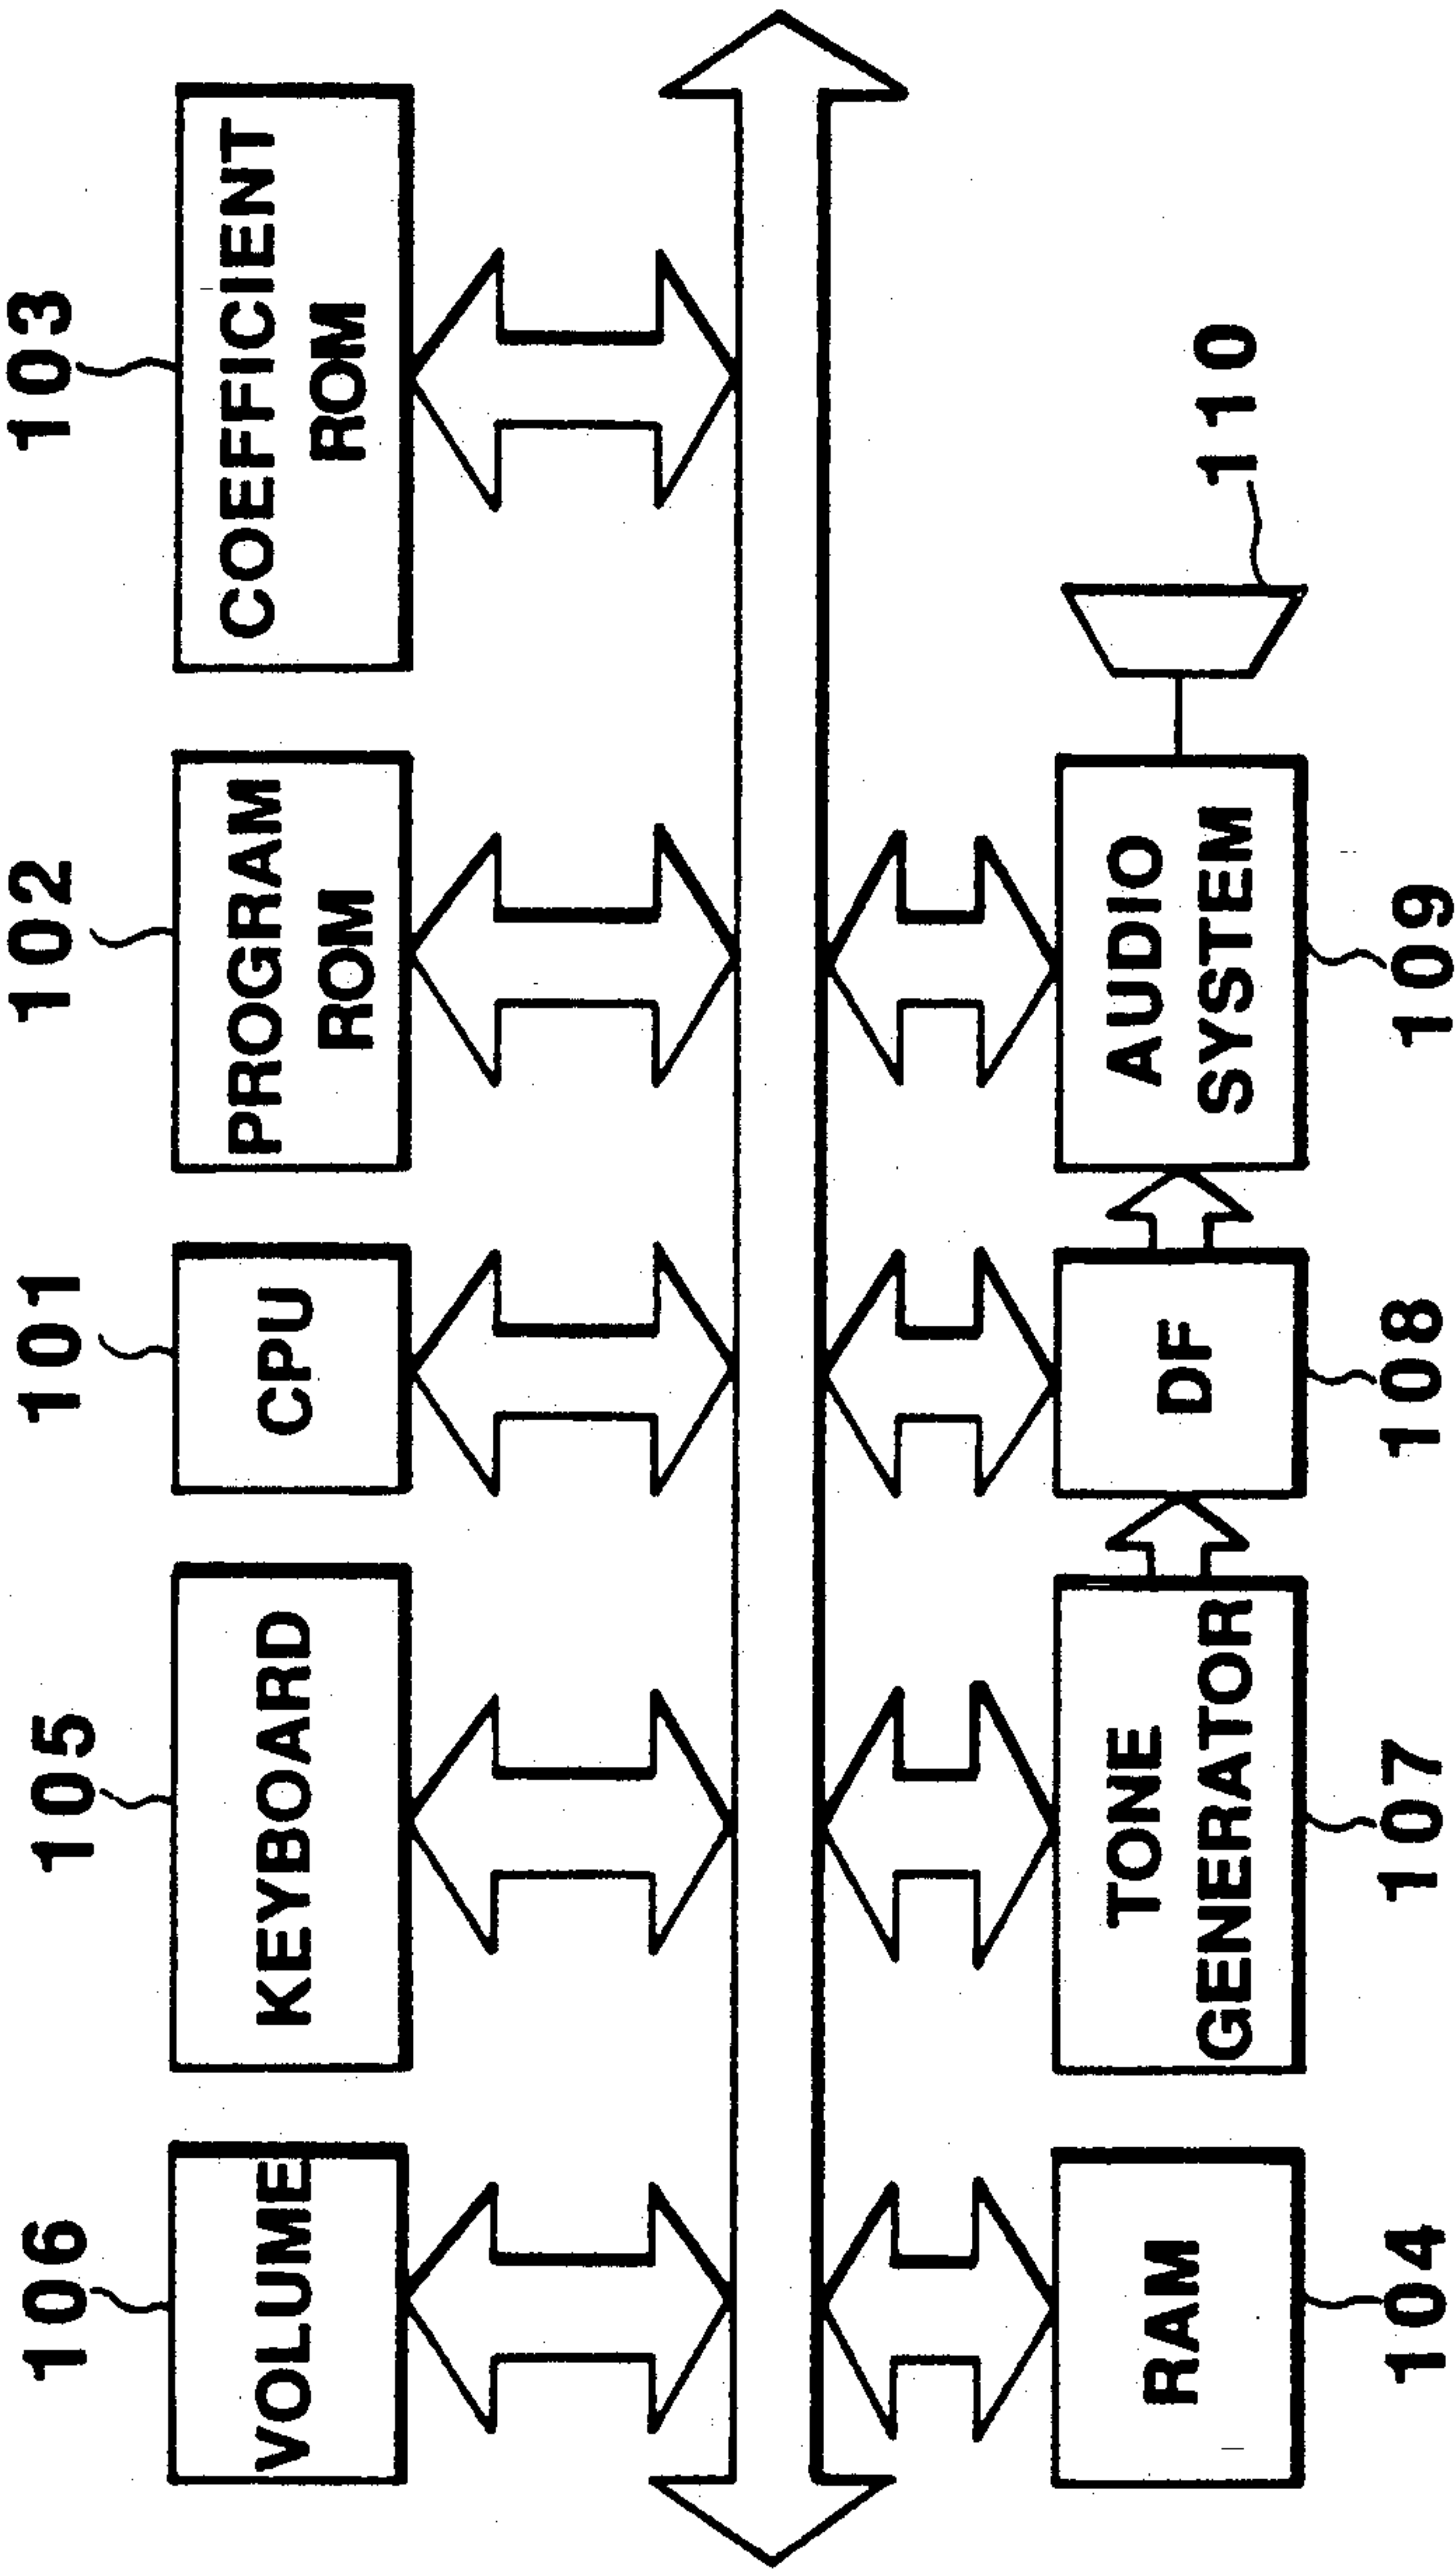 106
105
101
102
103
VOLUME
KEYBOARD
CPU
PROGRAM
ROM
COEFFICIENT
ROM
RAM
TONE
GENERATOR
DF
AUDIO
SYSTEM
110
104
107
108
109